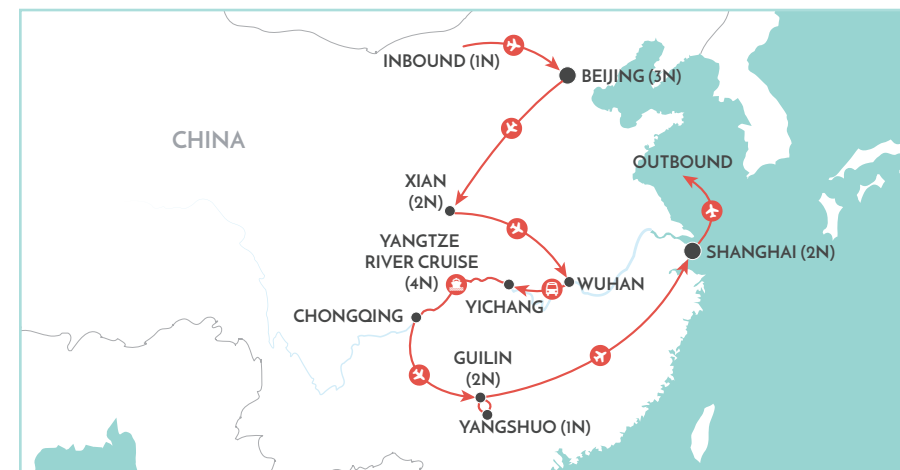 INBOUND (1N)
BEIJING (3N)
CHINA
OUTBOUND
XIAN
(2N)
YANGTZE
RIVER CRUISE
(4N)
SHANGHAI (2N)
WUHAN
YICHANG
CHONGQING
GUILIN
(2N)
YANGSHUO (1N)